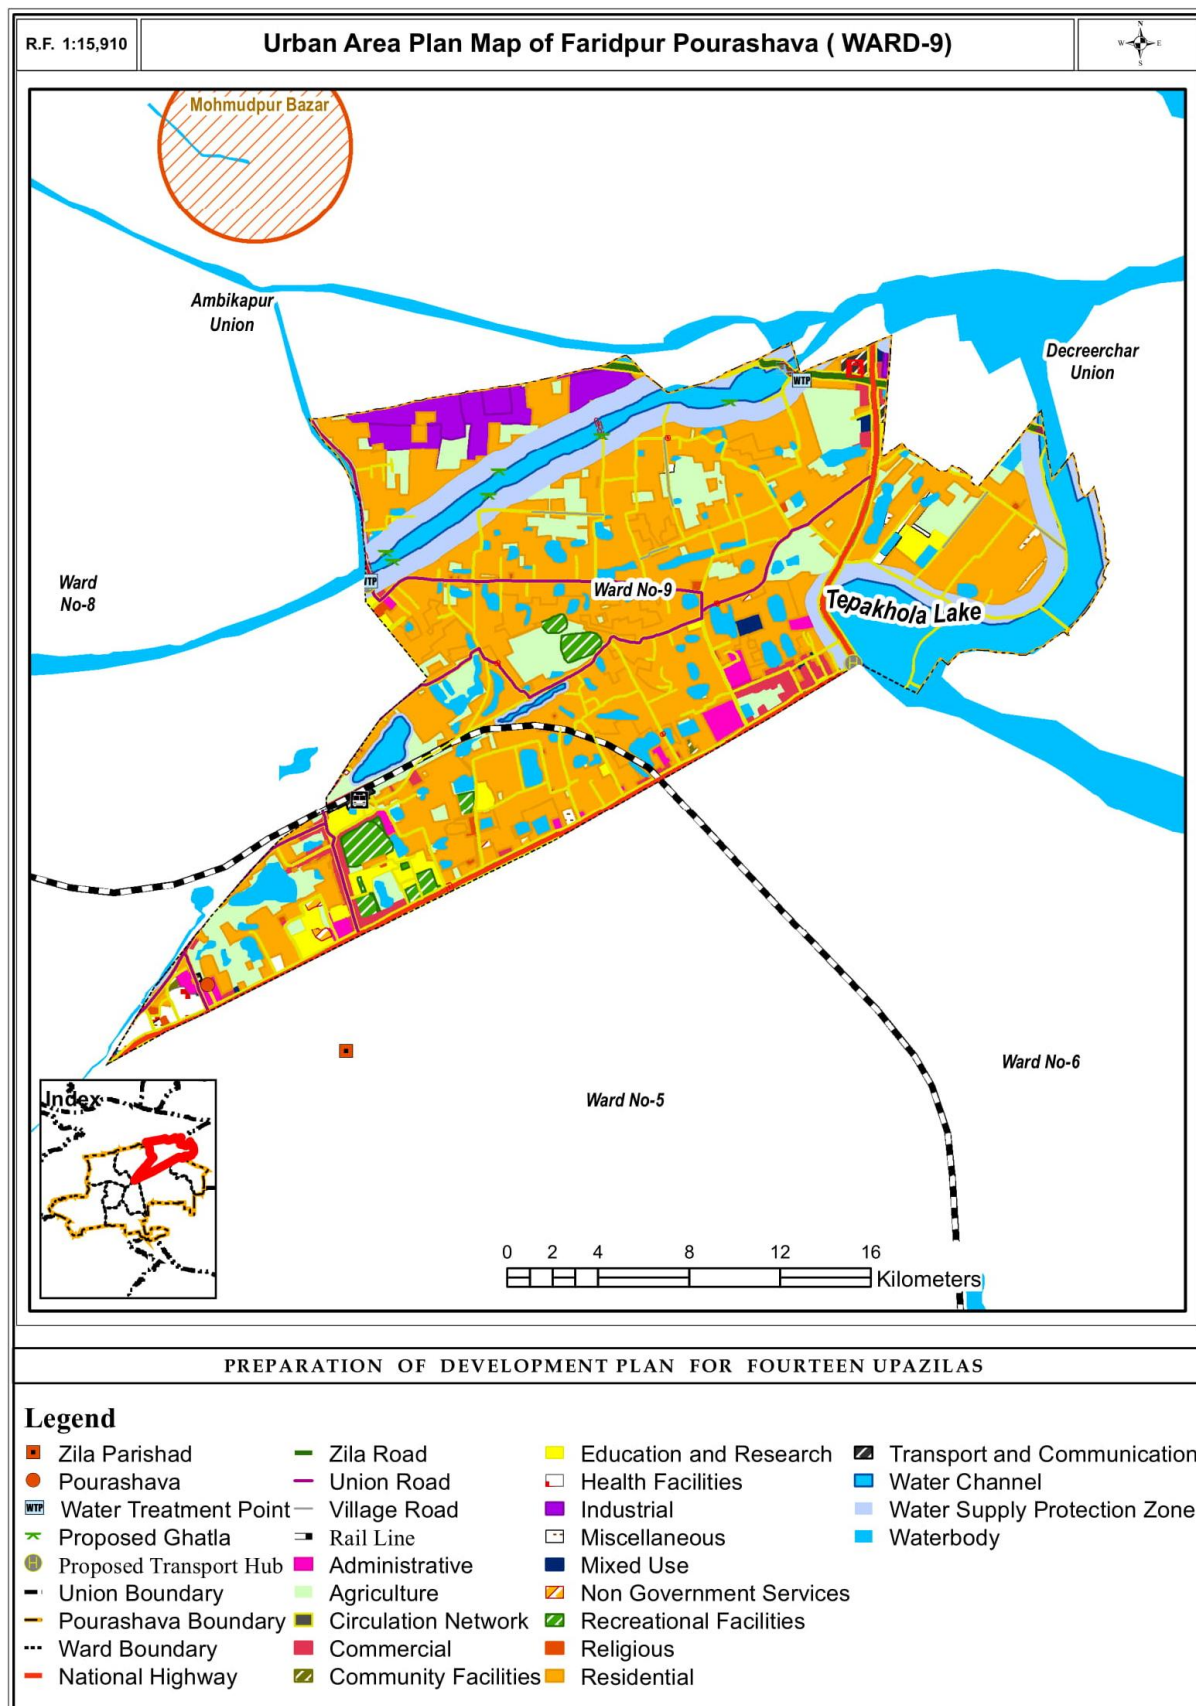 R.F. 1:15,910
Urban Area Plan Map of Faridpur Pourashava ( WARD-9)
N
W E
S
Mohmudpur Bazar
Ambikapur
Union
Decreerchar
Union
WTP
Ward
No-8
WTP
Ward No-9
Tepakhola Lake
H
Ward No-6
Ward No-5
Index
0 2 4 8 12 16
Kilometers
PREPARATION OF DEVELOPMENT PLAN FOR FOURTEEN UPAZILAS
Legend
Zila Parishad
Pourashava
WTP Water Treatment Point
Proposed Ghatla
H Proposed Transport Hub
Union Boundary
Pourashava Boundary
Ward Boundary
National Highway
Zila Road
Union Road
Village Road
Rail Line
Administrative
Agriculture
Circulation Network
Commercial
Community Facilities
Education and Research
Health Facilities
Industrial
Miscellaneous
Mixed Use
Non Government Services
Recreational Facilities
Religious
Residential
Transport and Communication
Water Channel
Water Supply Protection Zone
Waterbody